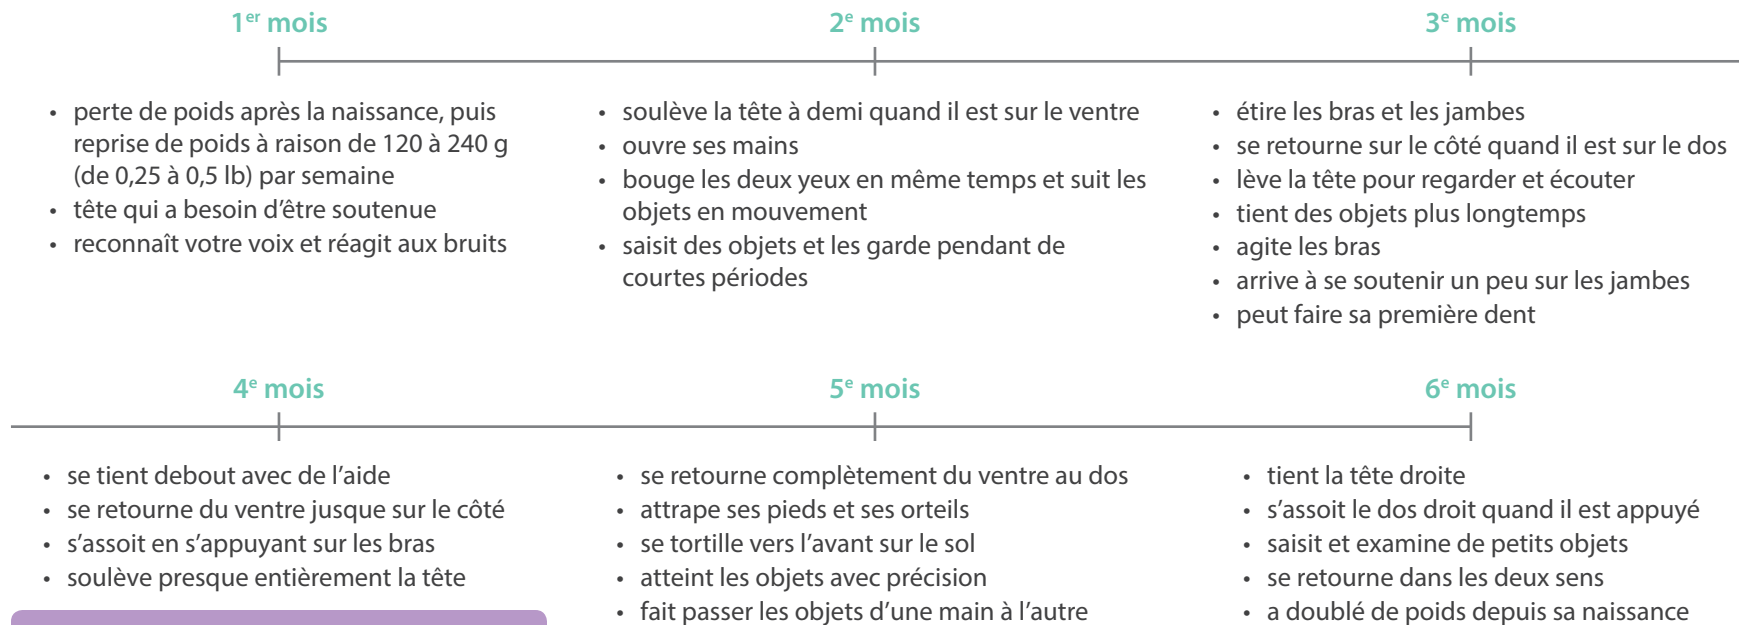 1er mois
2e mois
3e mois
• perte de poids après la naissance, puis
reprise de poids à raison de 120 à 240 g
(de 0,25 à 0,5 lb) par semaine
• tête qui a besoin d’être soutenue
• reconnaît votre voix et réagit aux bruits
• soulève la tête à demi quand il est sur le ventre
• ouvre ses mains
• bouge les deux yeux en même temps et suit les
objets en mouvement
• saisit des objets et les garde pendant de
courtes périodes
• étire les bras et les jambes
• se retourne sur le côté quand il est sur le dos
• lève la tête pour regarder et écouter
• tient des objets plus longtemps
• agite les bras
• arrive à se soutenir un peu sur les jambes
• peut faire sa première dent
4e mois
5e mois
6e mois
• se tient debout avec de l’aide
• se retourne du ventre jusque sur le côté
• s’assoit en s’appuyant sur les bras
• soulève presque entièrement la tête
• se retourne complètement du ventre au dos
• attrape ses pieds et ses orteils
• se tortille vers l’avant sur le sol
• atteint les objets avec précision
• fait passer les objets d’une main à l’autre
• tient la tête droite
• s’assoit le dos droit quand il est appuyé
• saisit et examine de petits objets
• se retourne dans les deux sens
• a doublé de poids depuis sa naissance